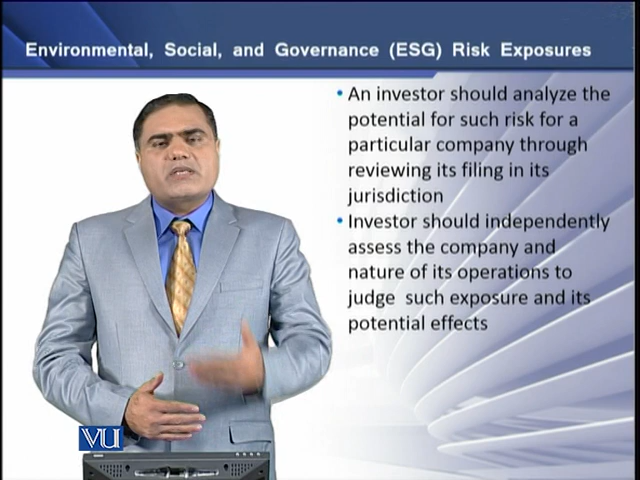 Environmental, Social, and Governance (ESG) Risk Exposures
• An investor should analyze the
potential for such risk for a
particular company through
reviewing its filing in its
jurisdiction
• Investor should independently
assess the company and
nature of its operations to
judge such exposure and its
potential effects
VU